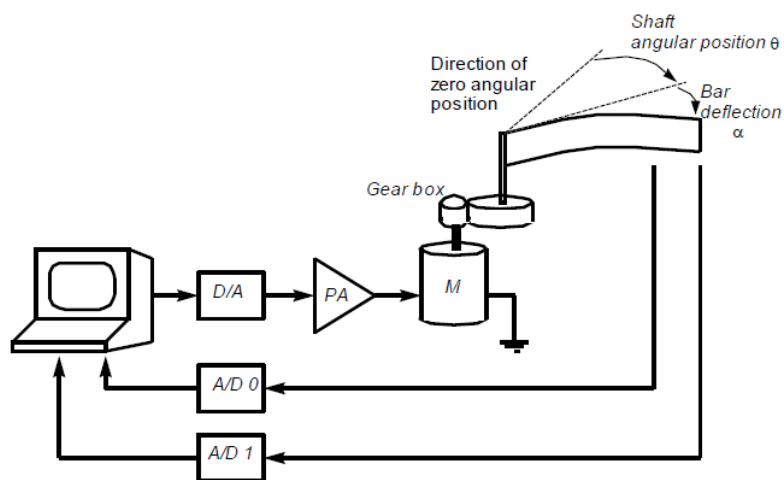 Shaft
angular position θ
Direction of
zero angular
position
Bar
deflection
α
Gear box
D/A
PA
M
A/D 0
A/D 1